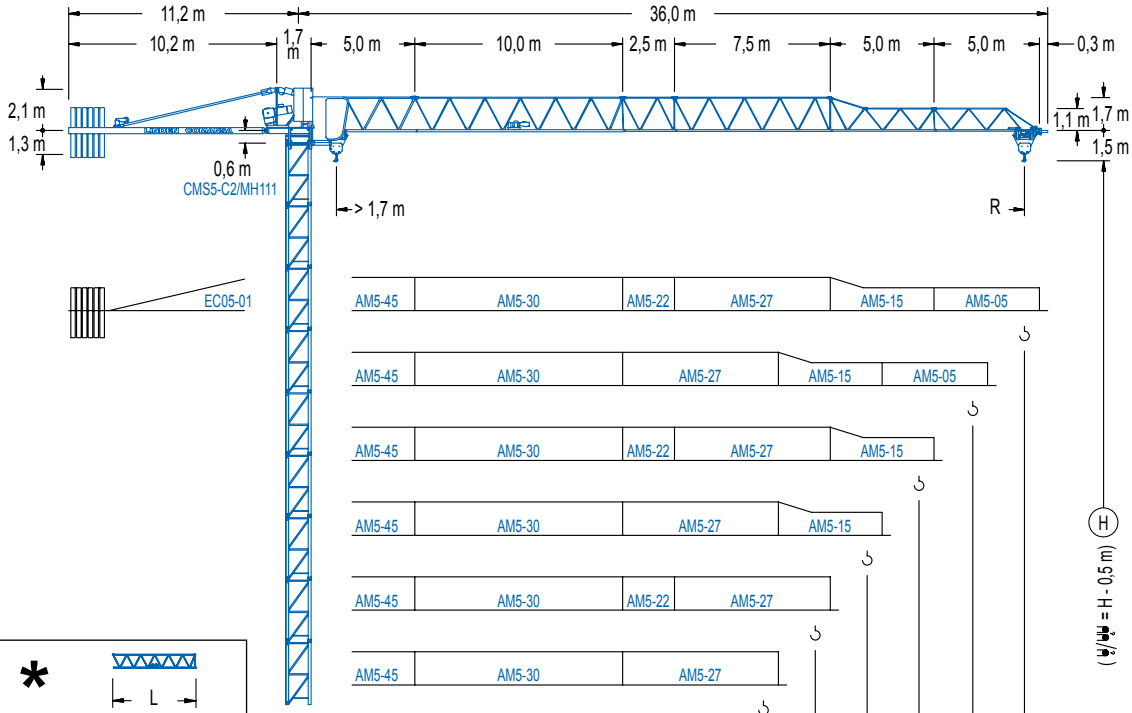 11,2 m
36,0 m
10,2 m
1,7 m
5,0 m
10,0 m
2,5 m
7,5 m
5,0 m
5,0 m
0,3 m
2,1 m
1,3 m
LINDEN COMANSA
0,6 m
CMS5-C2/MH111
1,1 m
1,7 m
1,5 m
> 1,7 m
R
EC05-01
AM5-45 AM5-30 AM5-22 AM5-27 AM5-15 AM5-05
AM5-45 AM5-30 AM5-27 AM5-15 AM5-05
AM5-45 AM5-30 AM5-22 AM5-27 AM5-15
AM5-45 AM5-30 AM5-27 AM5-15
AM5-45 AM5-30 AM5-22 AM5-27
AM5-45 AM5-30 AM5-27
H
( / = H - 0,5 m)
*
L